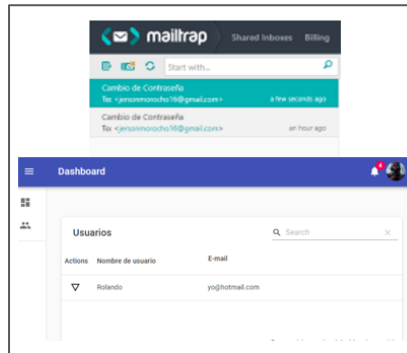 mailtrap Shared Inboxes Billing
Start with...
Cambio de Contraseña
To: <jersonmorocho16@gmail.com> a few seconds ago
Cambio de Contraseña
To: <jersonmorocho16@gmail.com> an hour ago
Dashboard 4
Usuarios Search
Actions Nombre de usuario E-mail
Rolando yo@hotmail.com